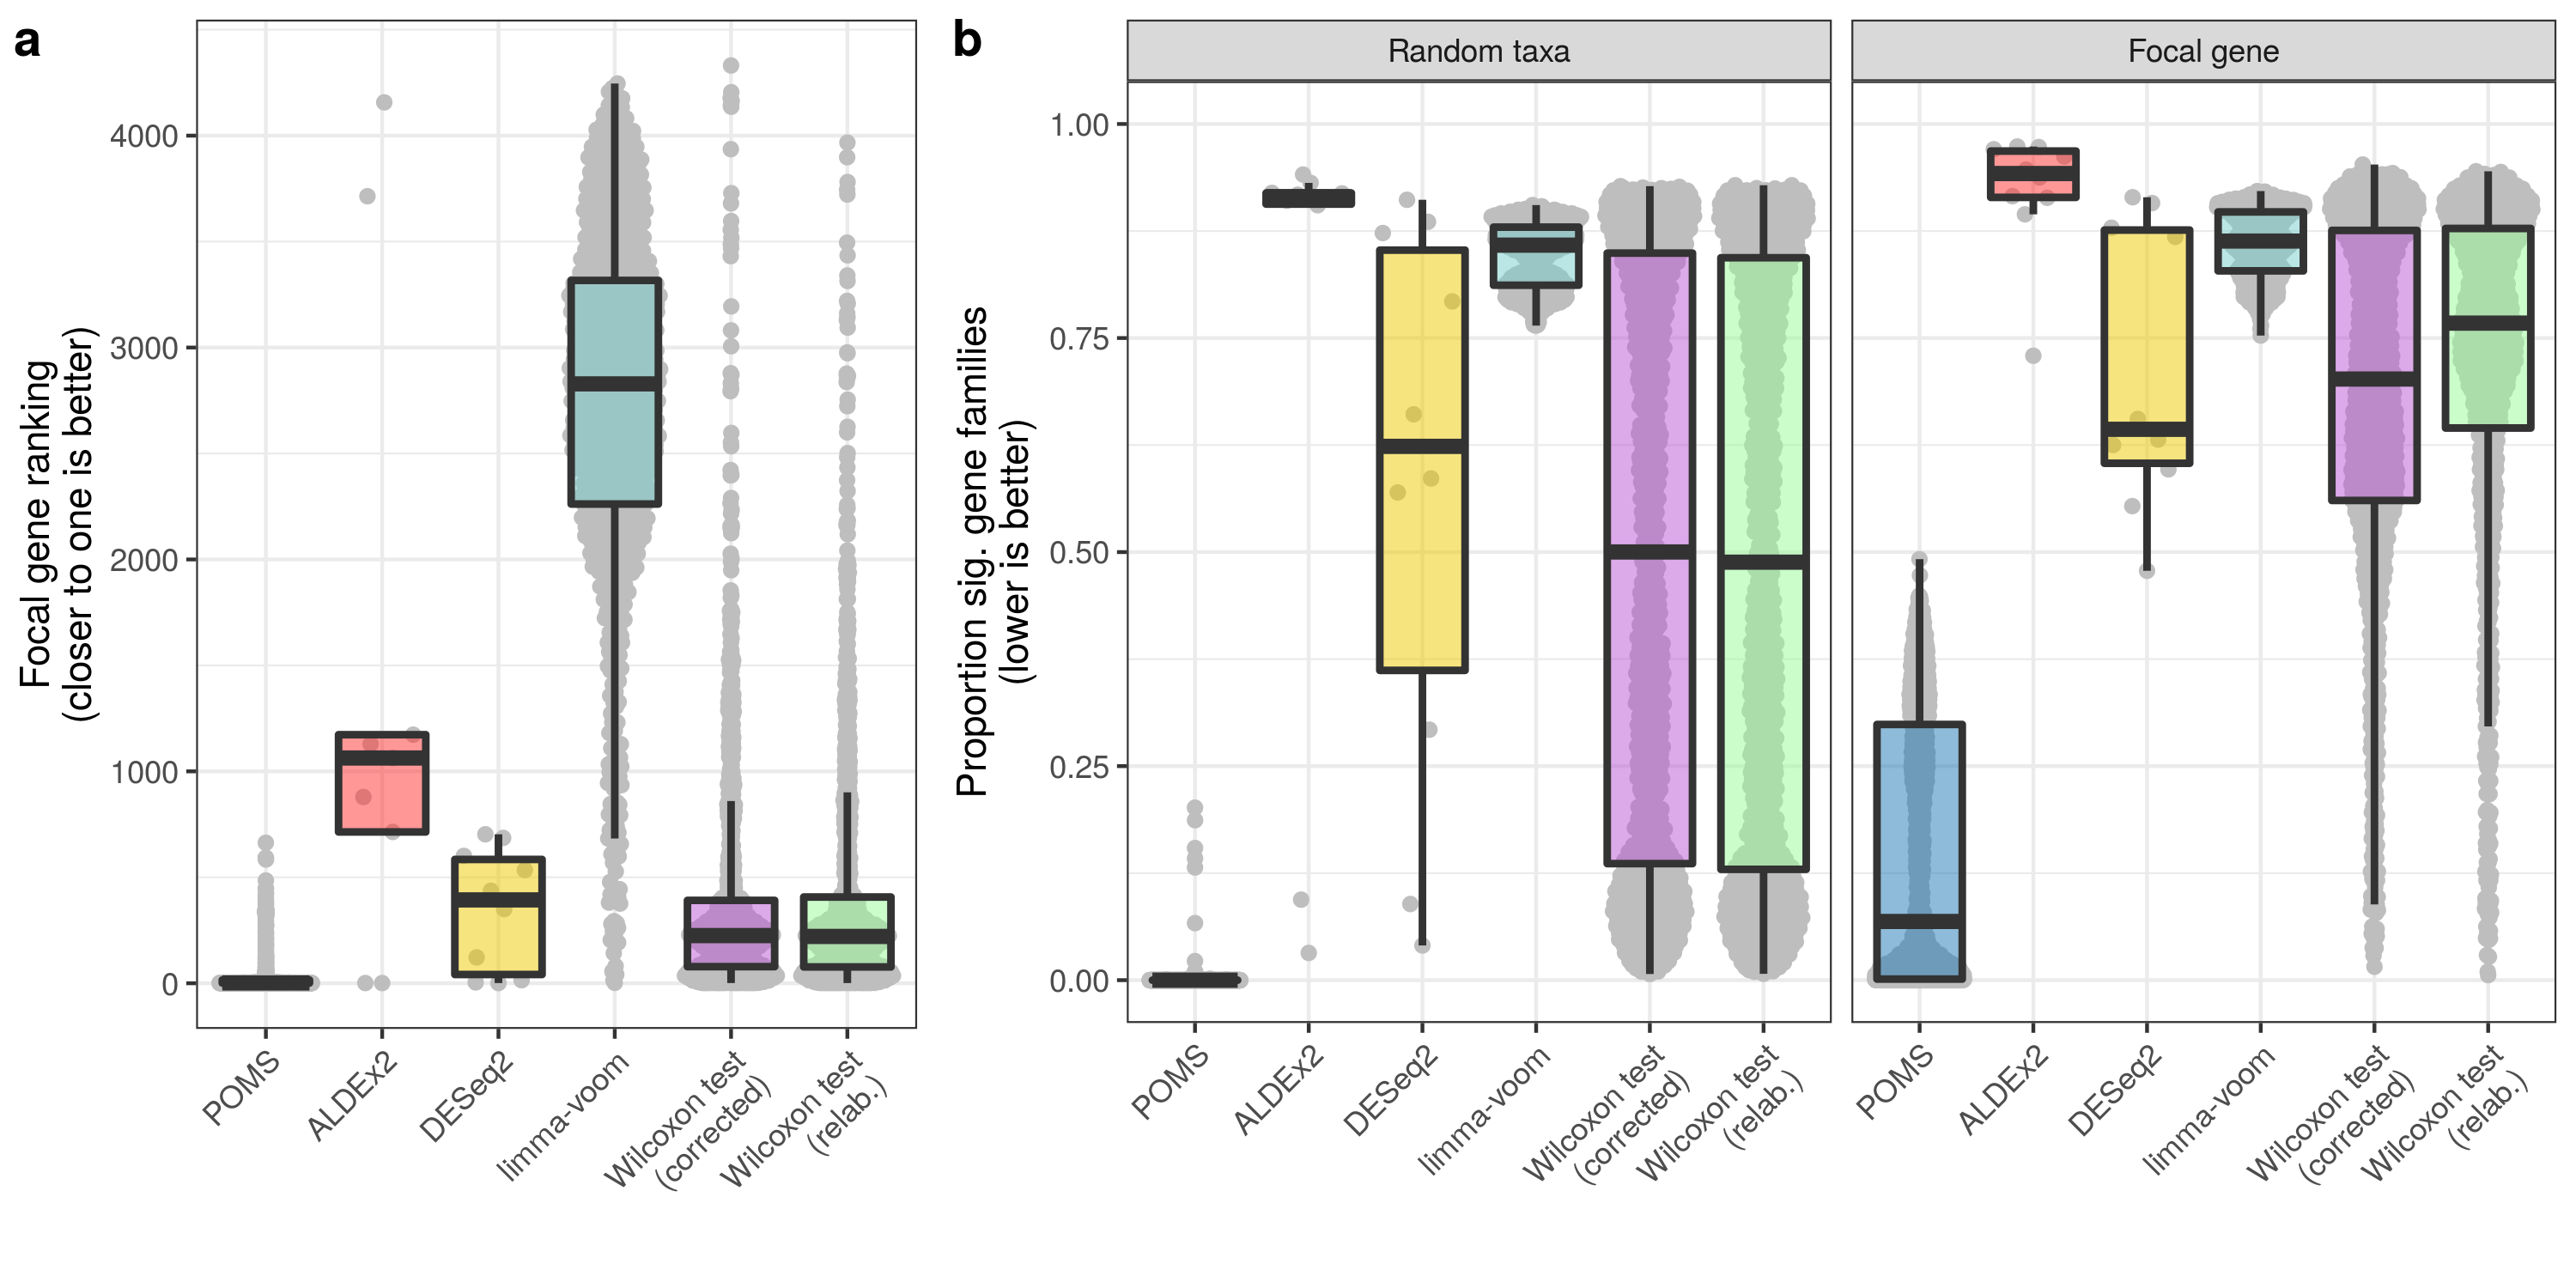 a
Focal gene ranking
(closer to one is better)
4000
3000
2000
1000
0
POMS
ALDEx2
DESeq2
limma-voom
Wilcoxon test
(corrected)
Wilcoxon test
(relab.)
b
Proportion sig. gene families
(lower is better)
Random taxa
Focal gene
1.00
0.75
0.50
0.25
0.00
POMS
ALDEx2
DESeq2
limma-voom
Wilcoxon test
(corrected)
Wilcoxon test
(relab.)
POMS
ALDEx2
DESeq2
limma-voom
Wilcoxon test
(corrected)
Wilcoxon test
(relab.)